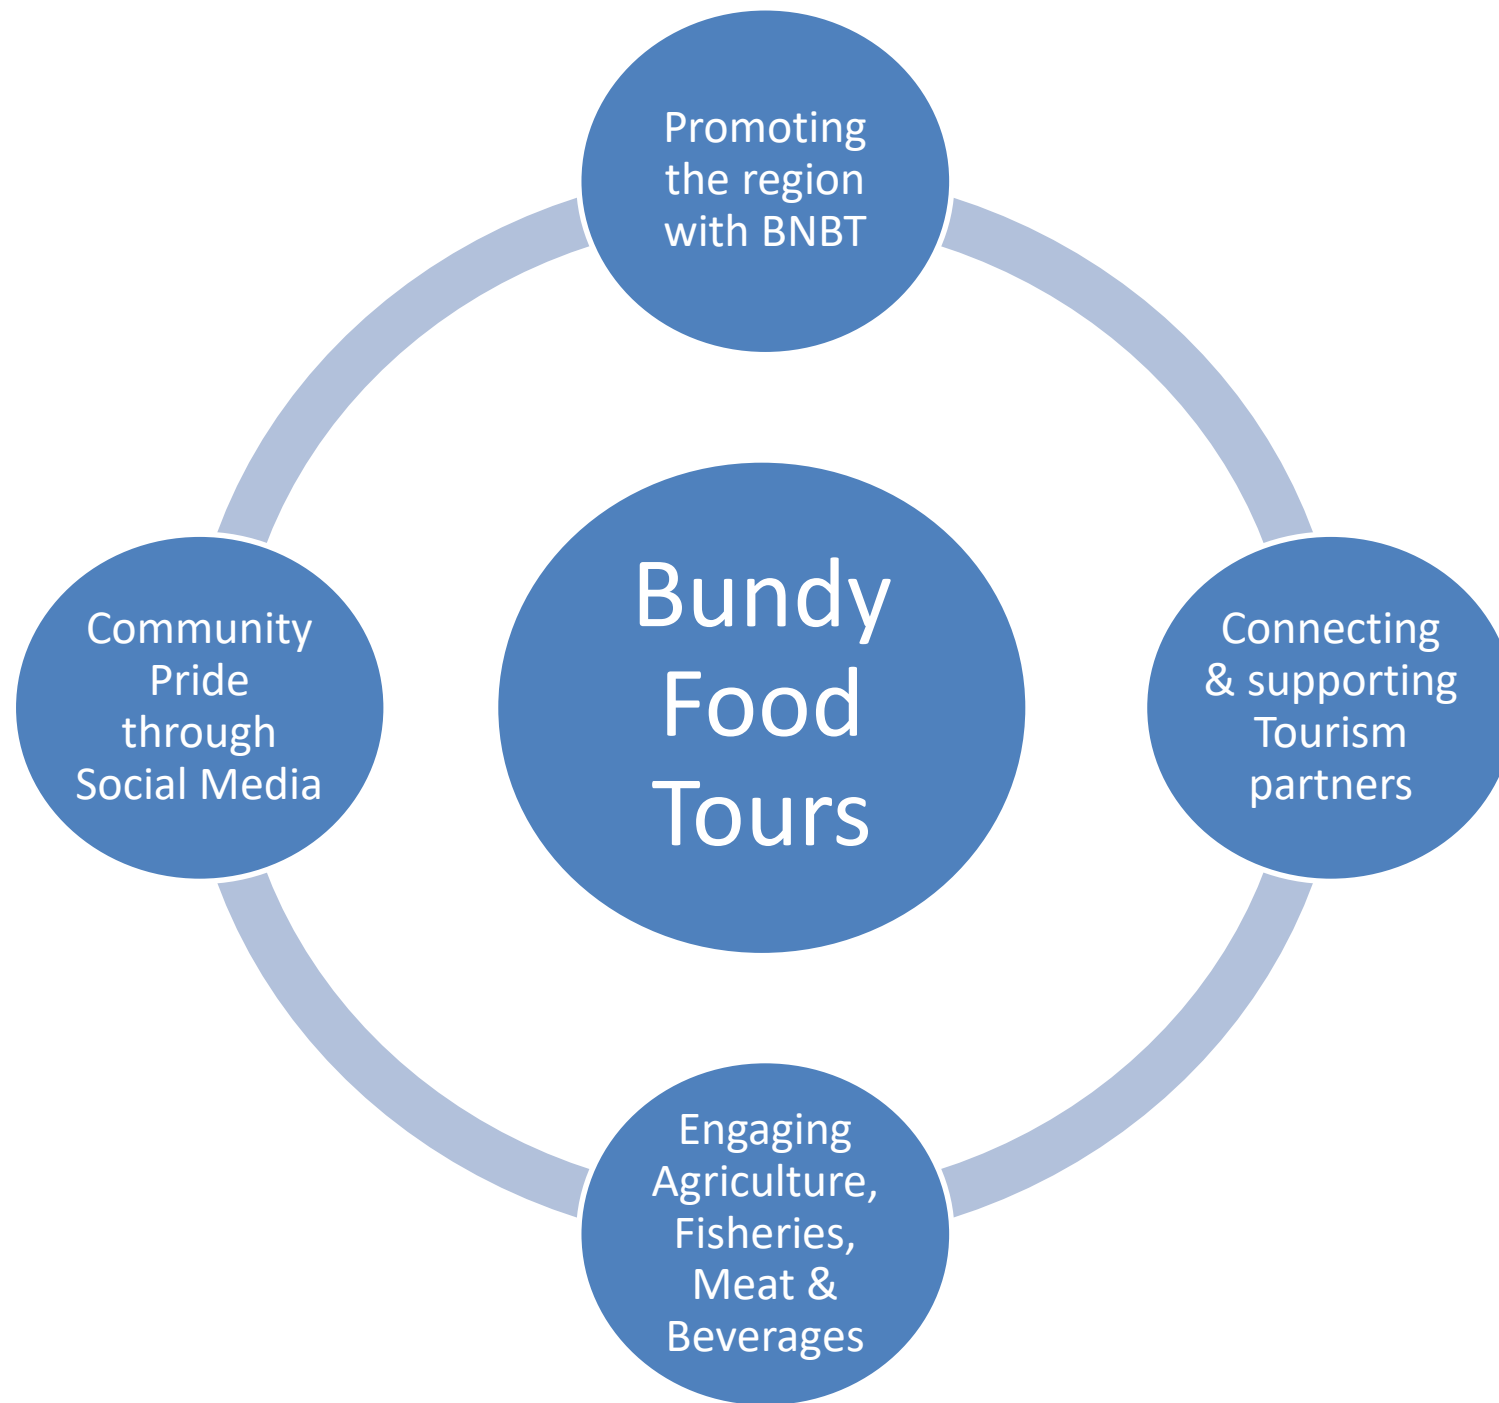 Promoting
the region
with BNBT
Community
Pride
through
Social Media
Bundy
Food
Tours
Connecting
& supporting
Tourism
partners
Engaging
Agriculture,
Fisheries,
Meat &
Beverages